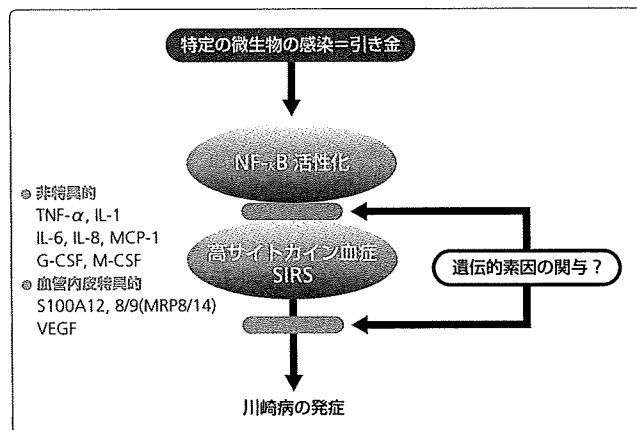 特定の微生物の感染=引き金
NF-κB 活性化
非特異的
TNF-α, IL-1
IL-6, IL-8, MCP-1
G-CSF, M-CSF
高サイトカイン血症
SIRS
遺伝的素因の関与?
血管内皮特異的
S100A12, 8/9(MRP8/14)
VEGF
川崎病の発症